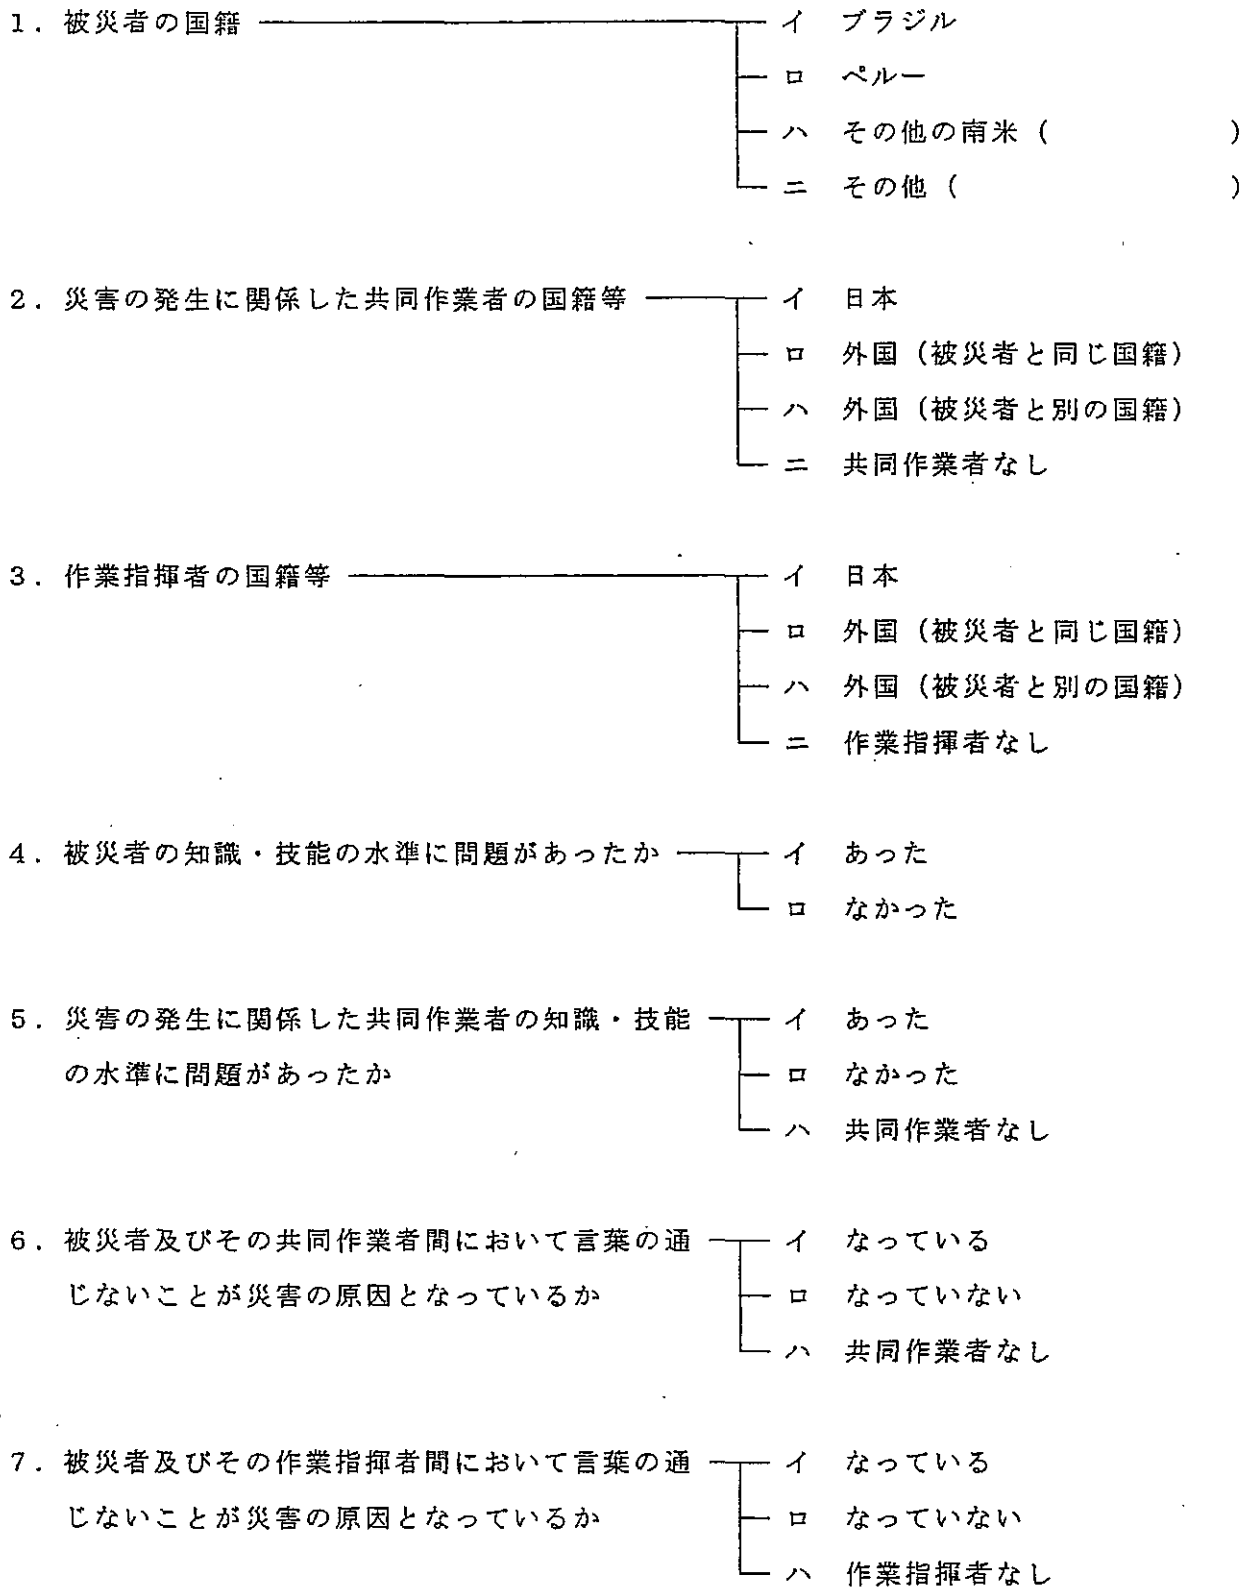 1．被災者の国籍 イ ブラジル
ロ ペルー
ハ その他の南米（ ）
ニ その他（ ）
2．災害の発生に関係した共同作業者の国籍等 イ 日本
ロ 外国（被災者と同じ国籍）
ハ 外国（被災者と別の国籍）
ニ 共同作業者なし
3．作業指揮者の国籍等 イ 日本
ロ 外国（被災者と同じ国籍）
ハ 外国（被災者と別の国籍）
ニ 作業指揮者なし
4．被災者の知識・技能の水準に問題があったか イ あった
ロ なかった
5．災害の発生に関係した共同作業者の知識・技能 イ あった
の水準に問題があったか ロ なかった
ハ 共同作業者なし
6．被災者及びその共同作業者間において言葉の通 イ なっている
じないことが災害の原因となっているか ロ なっていない
ハ 共同作業者なし
7．被災者及びその作業指揮者間において言葉の通 イ なっている
じないことが災害の原因となっているか ロ なっていない
ハ 作業指揮者なし